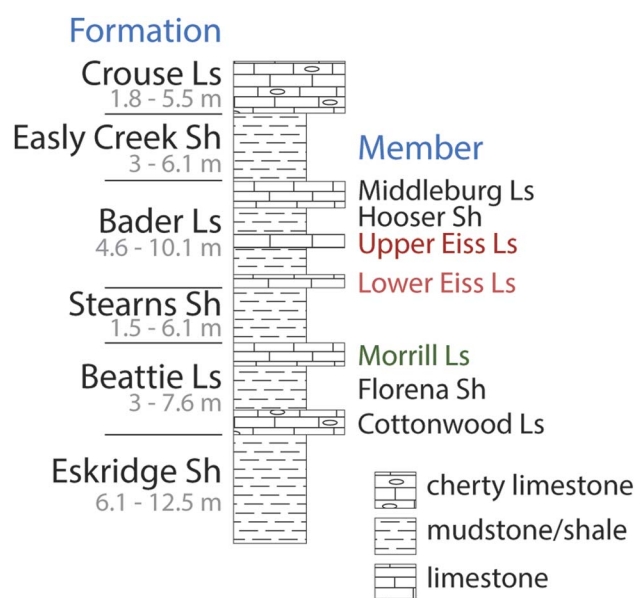 Formation
Crouse Ls
1.8 - 5.5 m
Easly Creek Sh
3 - 6.1 m
Bader Ls
4.6 - 10.1 m
Stearns Sh
1.5 - 6.1 m
Beattie Ls
3 - 7.6 m
Eskridge Sh
6.1 - 12.5 m
Member
Middleburg Ls
Hooser Sh
Upper Eiss Ls
Lower Eiss Ls
Morrill Ls
Florena Sh
Cottonwood Ls
cherty limestone
mudstone/shale
limestone